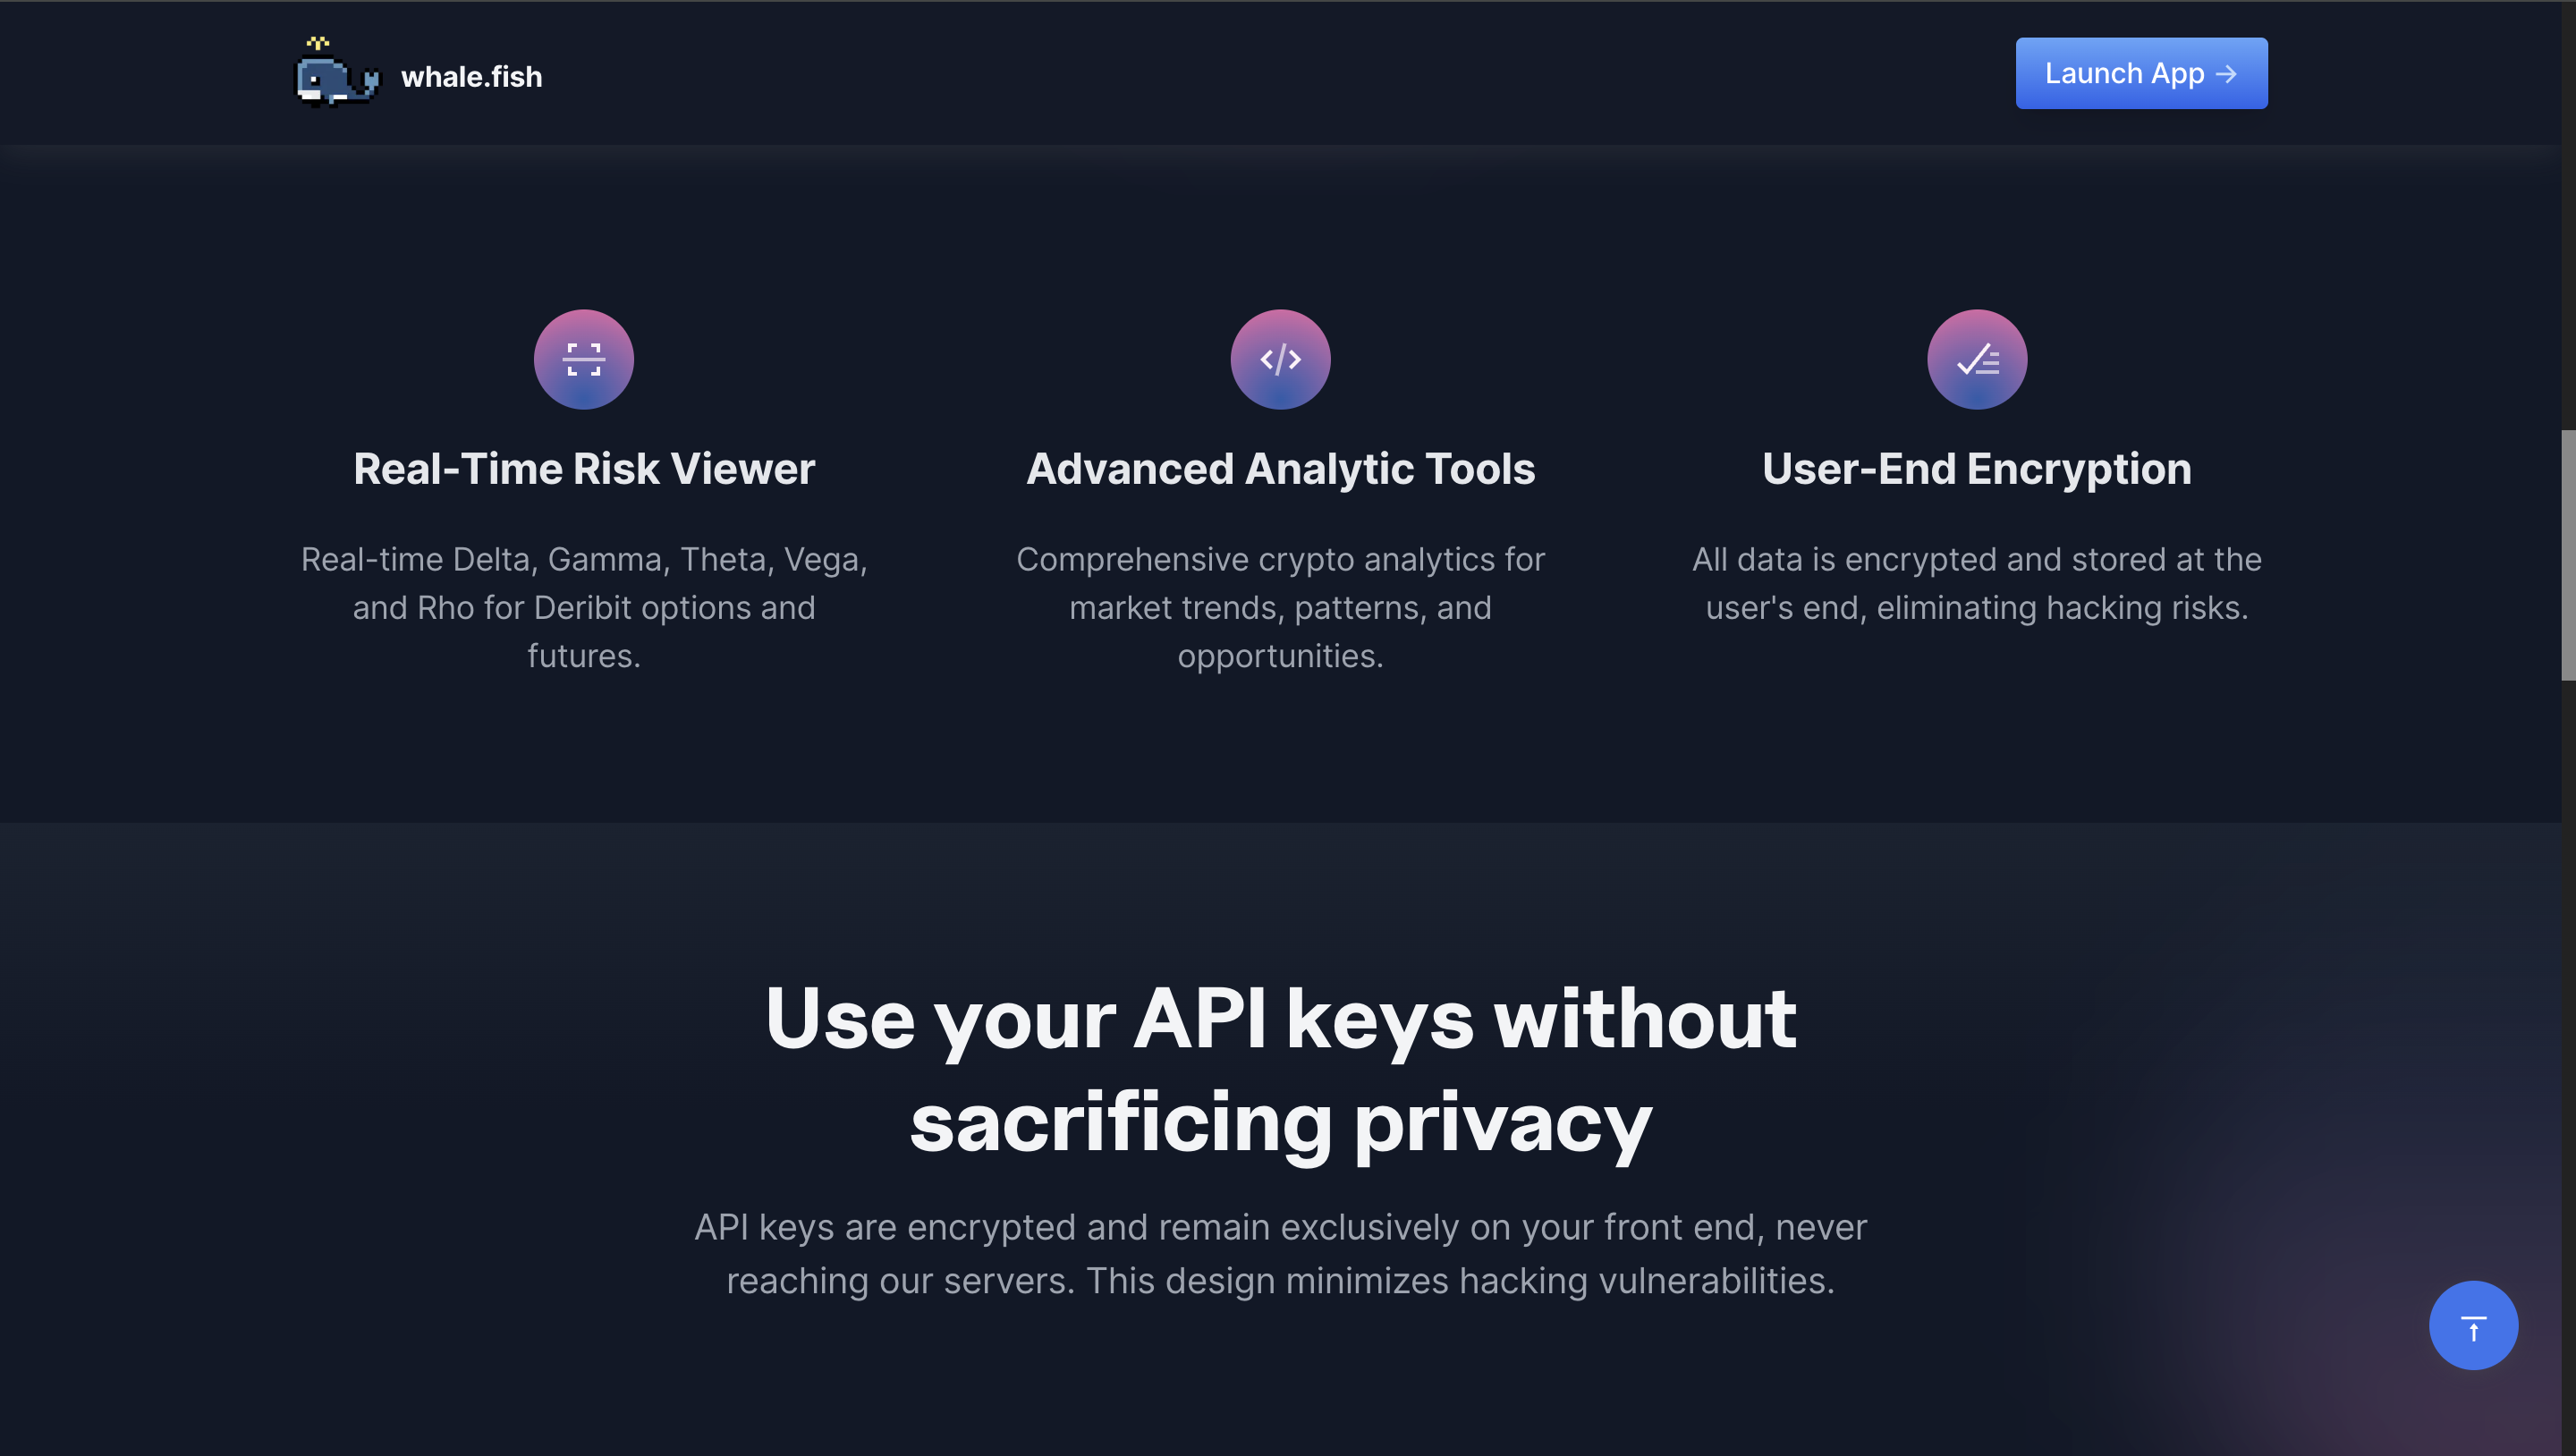 whale.fish
Launch App →
Real-Time Risk Viewer
Real-time Delta, Gamma, Theta, Vega,
and Rho for Deribit options and
futures.
Advanced Analytic Tools
Comprehensive crypto analytics for
market trends, patterns, and
opportunities.
User-End Encryption
All data is encrypted and stored at the
user's end, eliminating hacking risks.
Use your API keys without
sacrificing privacy
API keys are encrypted and remain exclusively on your front end, never
reaching our servers. This design minimizes hacking vulnerabilities.